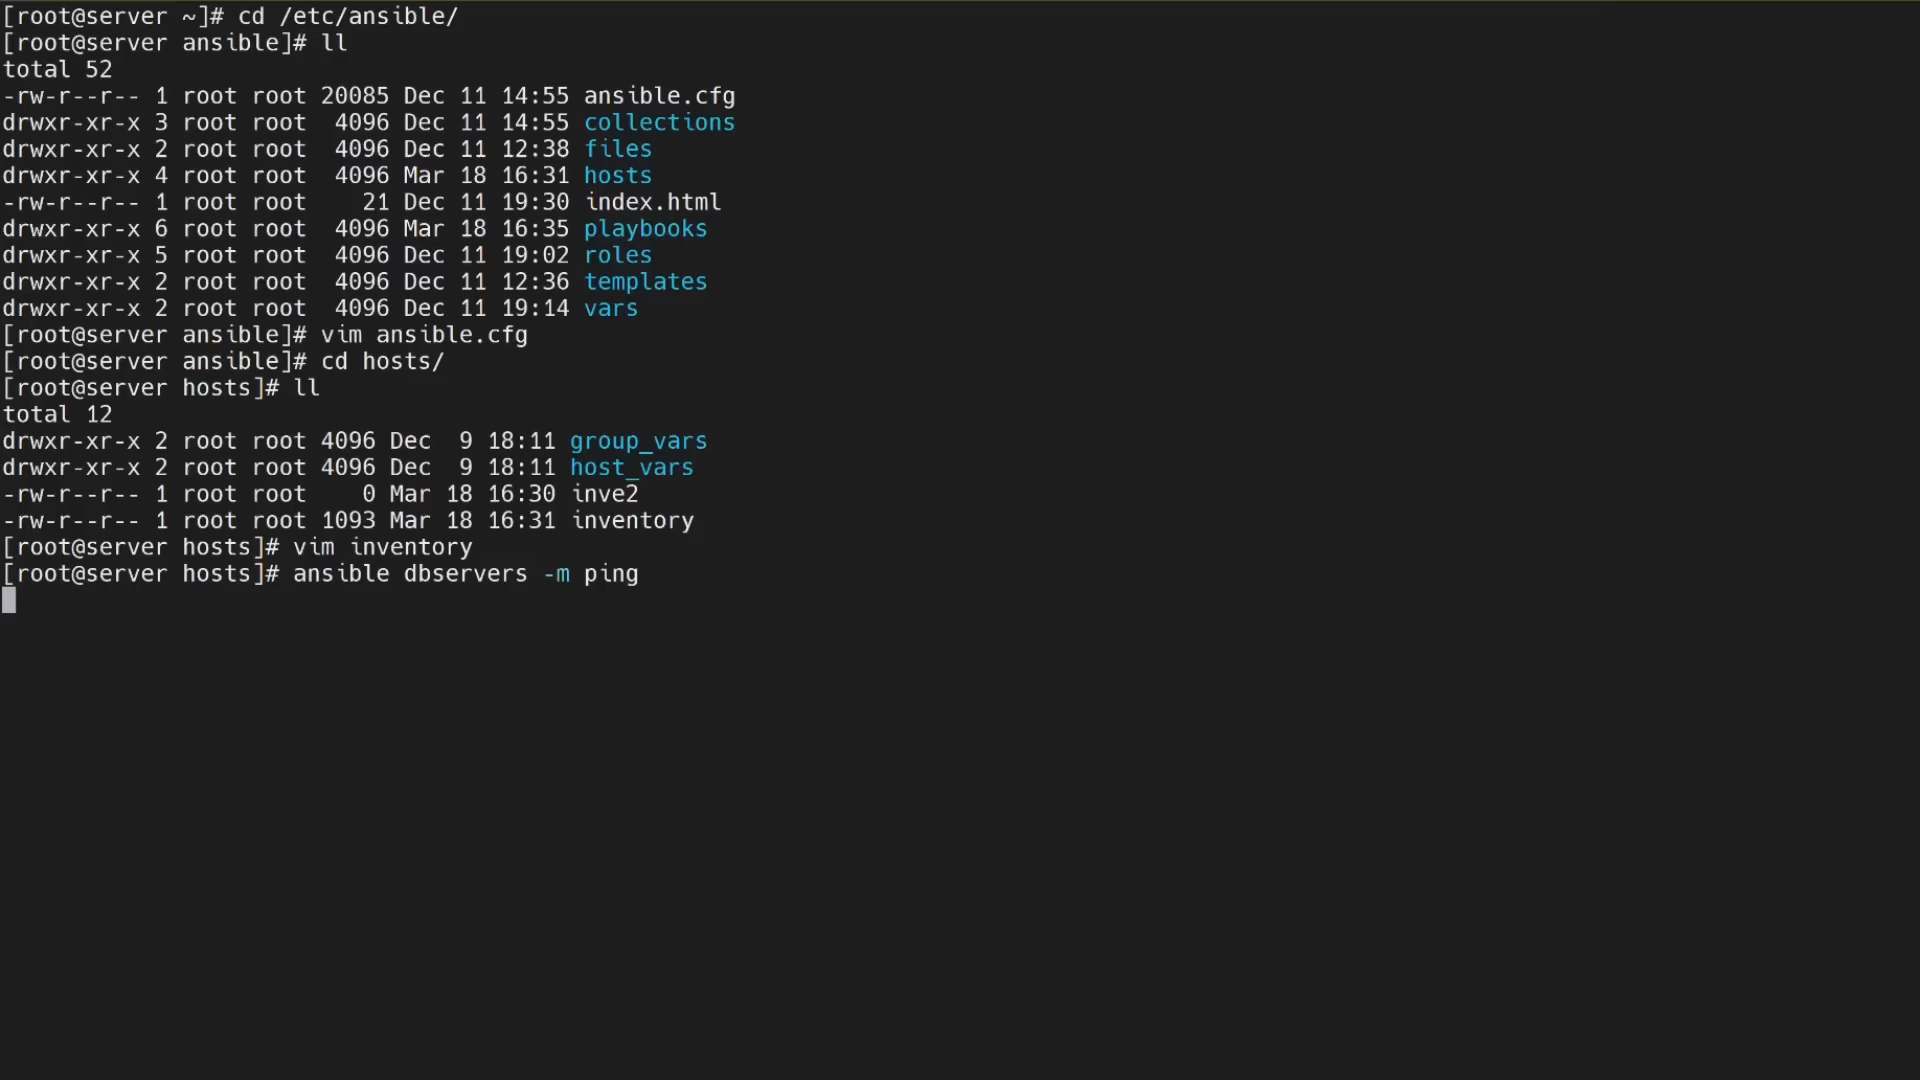 [root@server ~]# cd /etc/ansible/
[root@server ansible]# ll
total 52
-rw-r--r-- 1 root root 20085 Dec 11 14:55 ansible.cfg
drwxr-xr-x 3 root root  4096 Dec 11 14:55 collections
drwxr-xr-x 2 root root  4096 Dec 11 12:38 files
drwxr-xr-x 4 root root  4096 Mar 18 16:31 hosts
-rw-r--r-- 1 root root    21 Dec 11 19:30 index.html
drwxr-xr-x 6 root root  4096 Mar 18 16:35 playbooks
drwxr-xr-x 5 root root  4096 Dec 11 19:02 roles
drwxr-xr-x 2 root root  4096 Dec 11 12:36 templates
drwxr-xr-x 2 root root  4096 Dec 11 19:14 vars
[root@server ansible]# vim ansible.cfg
[root@server ansible]# cd hosts/
[root@server hosts]# ll
total 12
drwxr-xr-x 2 root root 4096 Dec  9 18:11 group_vars
drwxr-xr-x 2 root root 4096 Dec  9 18:11 host_vars
-rw-r--r-- 1 root root    0 Mar 18 16:30 inve2
-rw-r--r-- 1 root root 1093 Mar 18 16:31 inventory
[root@server hosts]# vim inventory
[root@server hosts]# ansible dbservers -m ping